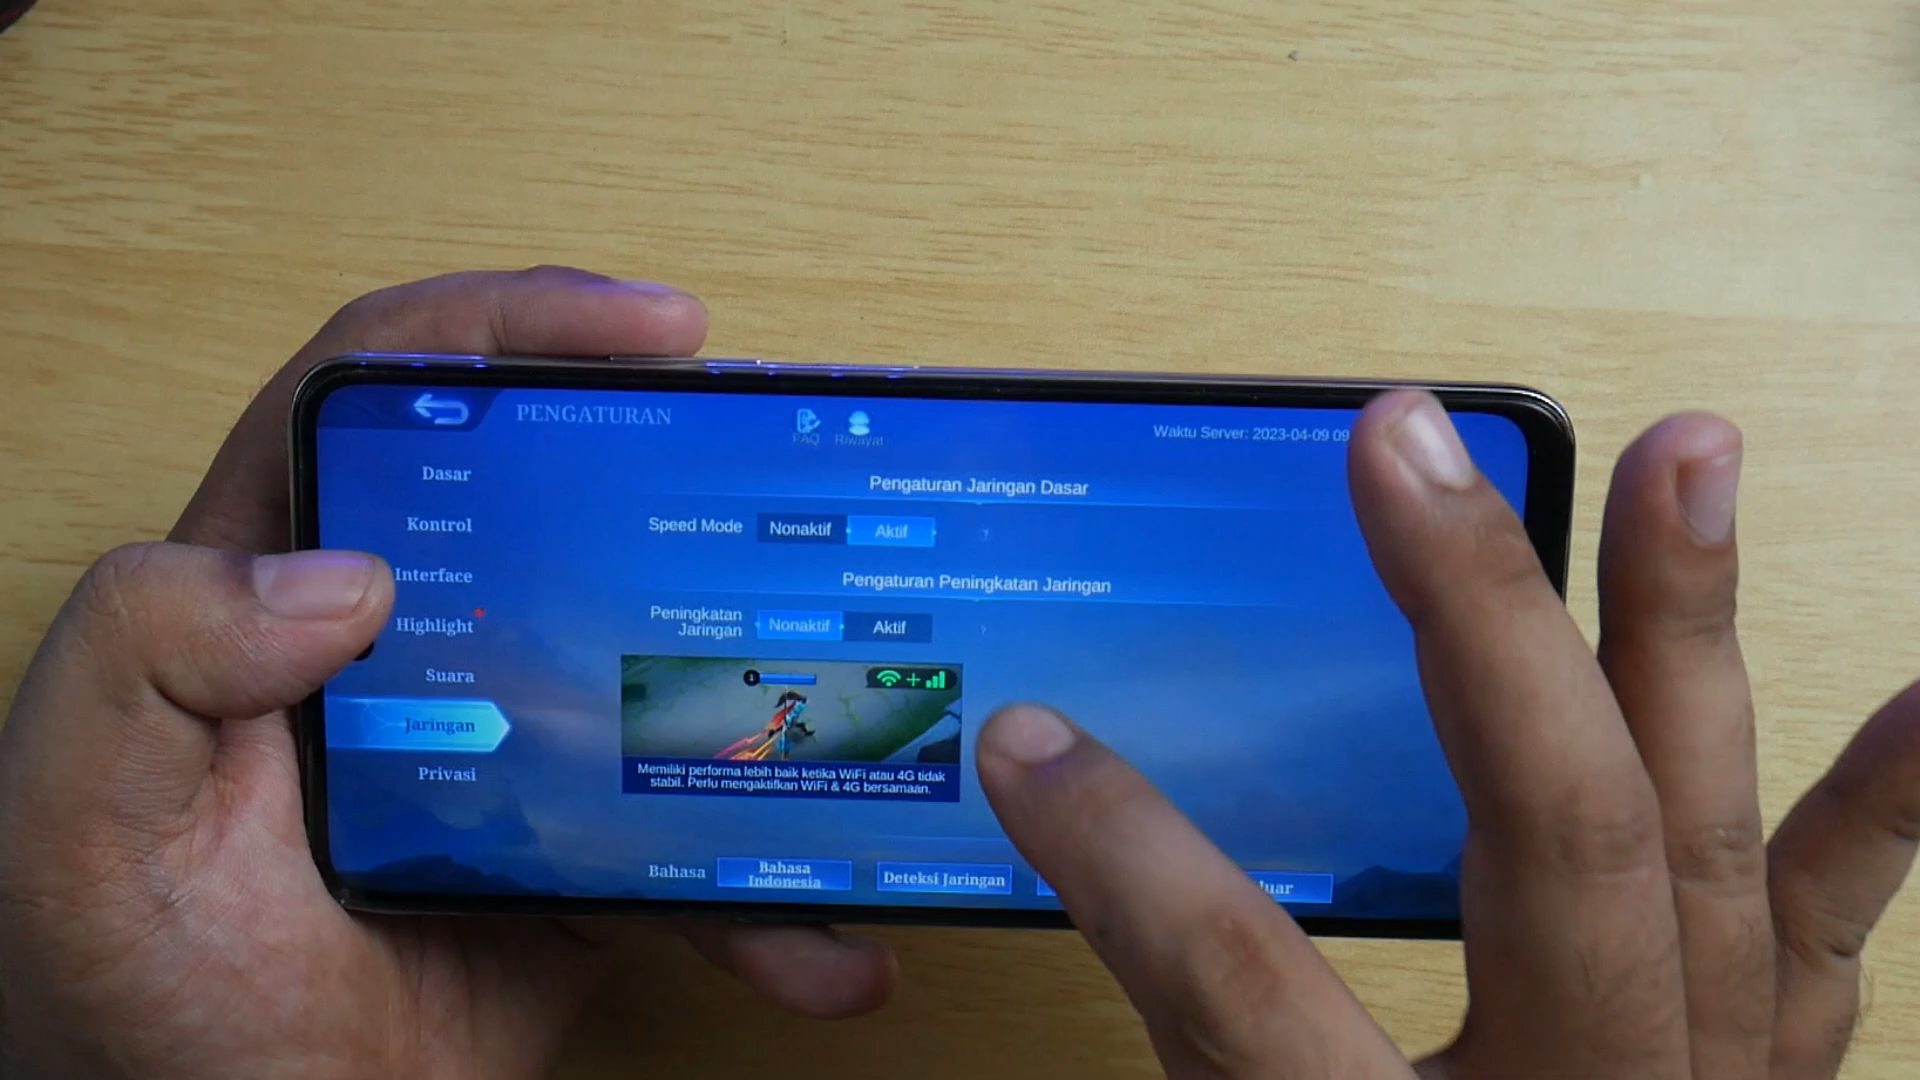 PENGATURAN
FAQ
Riwayat
Waktu Server: 2023-04-09 09
Dasar
Kontrol
Interface
Highlight
Suara
Jaringan
Privasi
Pengaturan Jaringan Dasar
Speed Mode
Nonaktif
Aktif
?
Pengaturan Peningkatan Jaringan
Peningkatan
Jaringan
Nonaktif
Aktif
?
1
Memiliki performa lebih baik ketika WiFi atau 4G tidak
stabil. Perlu mengaktifkan WiFi & 4G bersamaan.
Bahasa
Bahasa
Indonesia
Deteksi Jaringan
luar